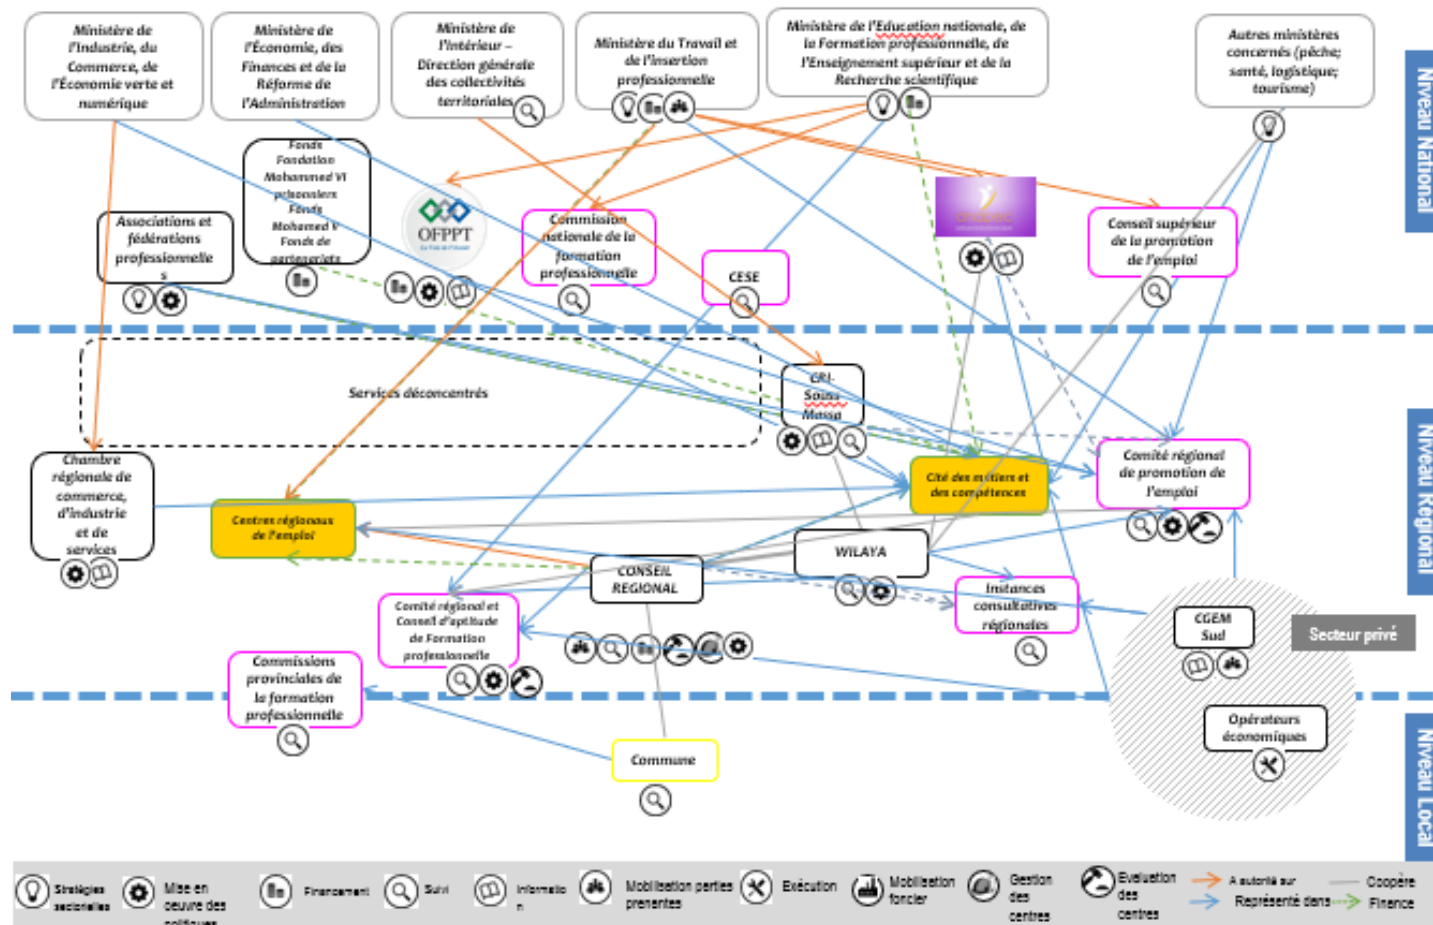 Ministère de
l'Industrie, du
Commerce, de
l'Économie verte et
numérique
Ministère de
l'Économie, des
Finances et de la
Réforme de
l'Administration
Ministère de
l'Intérieur –
Direction générale
des collectivités
territoriales
Ministère du Travail et
de l'insertion
professionnelle
Ministère de l'Education nationale, de
la Formation professionnelle, de
l'Enseignement supérieur et de la
Recherche scientifique
Autres ministères
concernés (pêche;
santé, logistique;
tourisme)
Niveau National
Fonds
Fondation
Mohammed VI
prisonniers
Fonds
Mohamed V
Fonds de
partenariats
Associations et
fédérations
professionnelle
s
OFPPT
Commission
nationale de la
formation
professionnelle
CESE
anapec
Conseil supérieur
de la promotion
de l'emploi
Services déconcentrés
CRI-
Souss
Massa
Niveau Régional
Chambre
régionale de
commerce,
d'industrie
et de
services
Centres régionaux
de l'emploi
Cité des métiers et
des compétences
Comité régional
de promotion de
l'emploi
WILAYA
CONSEIL
REGIONAL
Comité régional et
Conseil d'aptitude
de Formation
professionnelle
Instances
consultatives
régionales
CGEM
Sud
Secteur privé
Commissions
provinciales de
la formation
professionnelle
Commune
Opérateurs
économiques
Niveau Local
Stratégies
sectorielles
Mise en
oeuvre des
politiques
Financement
Suivi
Informatio
n
Mobilisation parties
prenantes
Exécution
Mobilisation
foncier
Gestion
des
centres
Evaluation
des
centres
A autorité sur
Représenté dans
Coopère
Finance